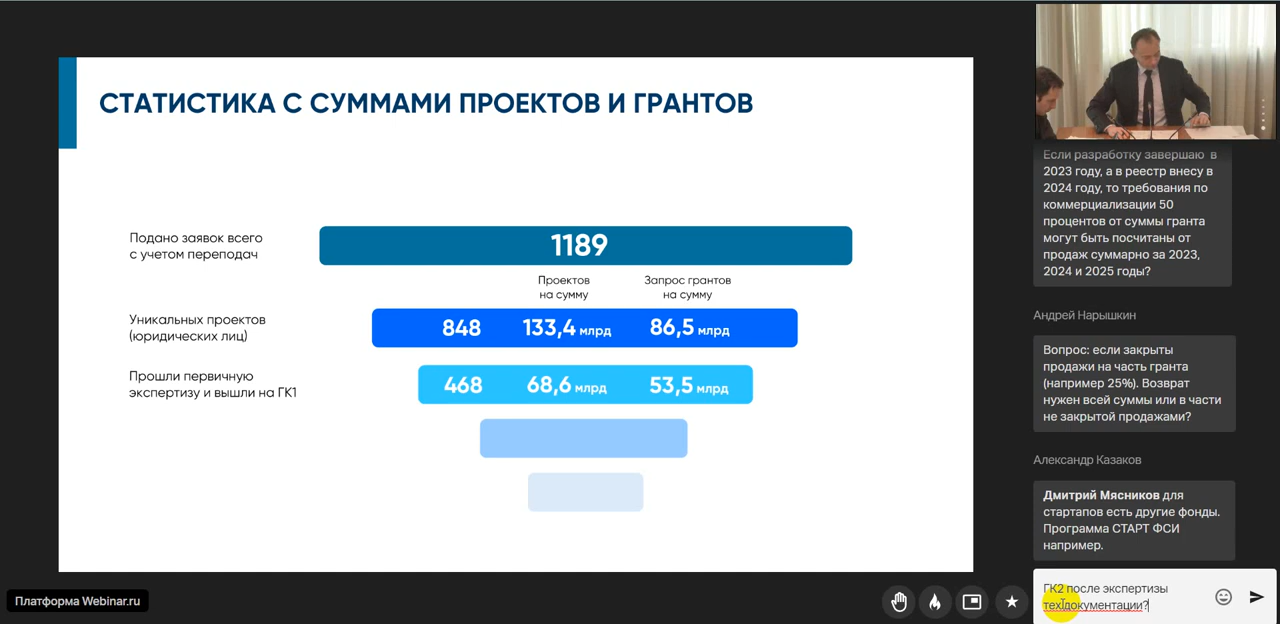 СТАТИСТИКА С СУММАМИ ПРОЕКТОВ И ГРАНТОВ
Подано заявок всего
с учетом переподач
1189
Проектов
на сумму
Запрос грантов
на сумму
Уникальных проектов
(юридических лиц)
848 133,4 млрд 86,5 млрд
Прошли первичную
экспертизу и вышли на ГК1
468 68,6 млрд 53,5 млрд
Платформа Webinar.ru
Если разработку завершаю в
2023 году, а в реестр внесу в
2024 году, то требования по
коммерциализации 50
процентов от суммы гранта
могут быть посчитаны от
продаж суммарно за 2023,
2024 и 2025 годы?
Андрей Нарышкин
Вопрос: если закрыты
продажи на часть гранта
(например 25%). Возврат
нужен всей суммы или в части
не закрытой продажами?
Александр Казаков
Дмитрий Мясников для
стартапов есть другие фонды.
Программа СТАРТ ФСИ
например.
ГК2 после экспертизы
техдокументации?